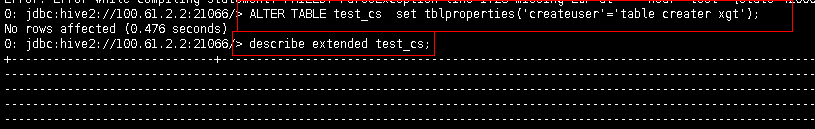 0: jdbc:hive2://100.61.2.2:21066/> ALTER TABLE test_cs  set tblproperties('createuser'='table creater xgt');
No rows affected (0.476 seconds)
0: jdbc:hive2://100.61.2.2:21066/> describe extended test_cs;